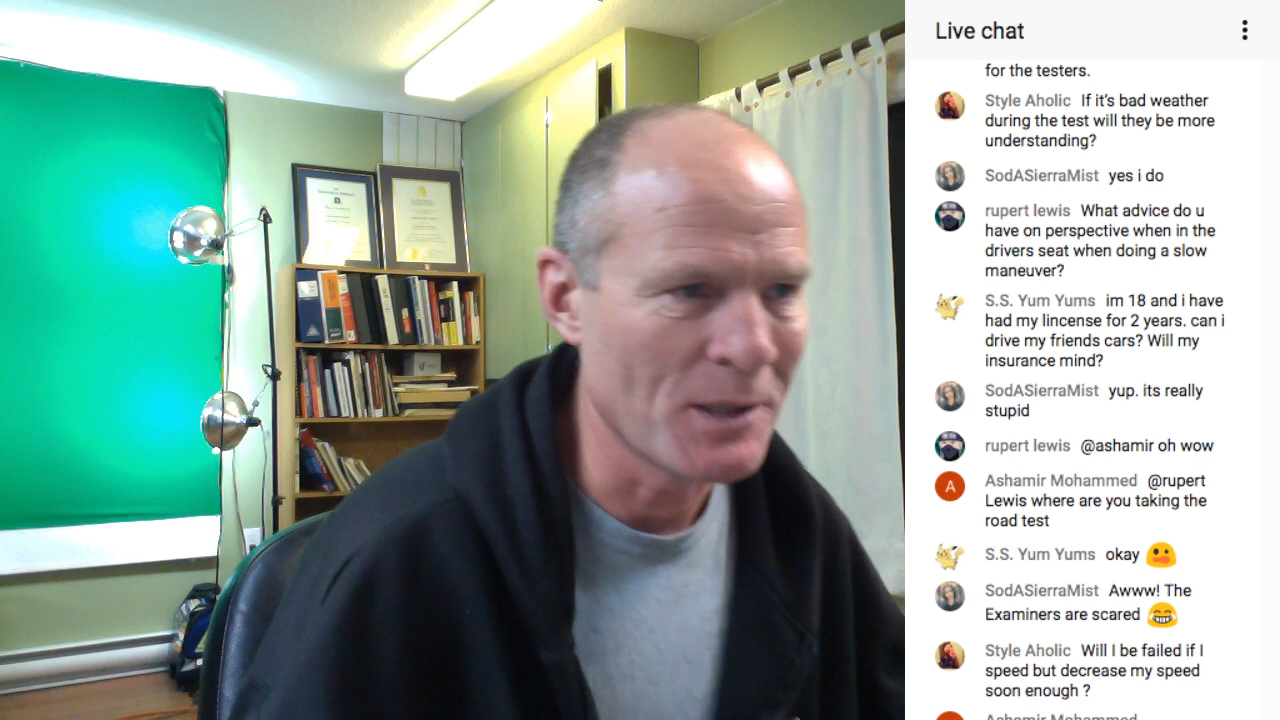 Live chat
for the testers.
Style Aholic If it's bad weather
during the test will they be more
understanding?
SodASierraMist yes i do
rupert lewis What advice do u
have on perspective when in the
drivers seat when doing a slow
maneuver?
S.S. Yum Yums im 18 and i have
had my lincense for 2 years. can i
drive my friends cars? Will my
insurance mind?
SodASierraMist yup. its really
stupid
rupert lewis @ashamir oh wow
A
Ashamir Mohammed @rupert
Lewis where are you taking the
road test
S.S. Yum Yums okay
SodASierraMist Awww! The
Examiners are scared
Style Aholic Will I be failed if I
speed but decrease my speed
soon enough ?
Ashamir Mohammed